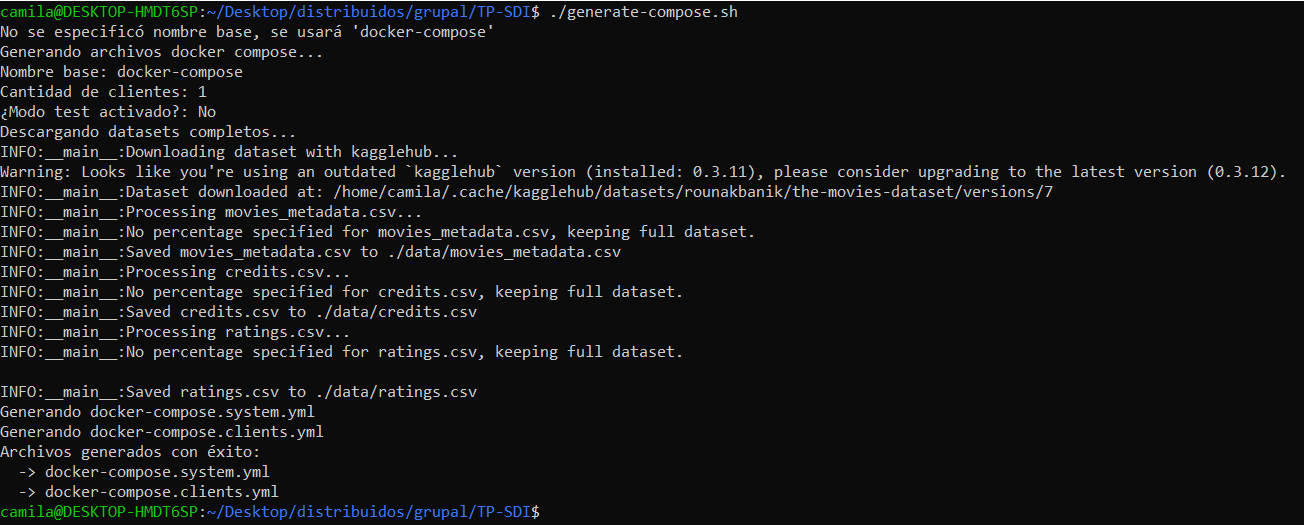 camila@DESKTOP-HMDT6SP:~/Desktop/distribuidos/grupal/TP-SDI$ ./generate-compose.sh
No se especificó nombre base, se usará 'docker-compose'
Generando archivos docker compose...
Nombre base: docker-compose
Cantidad de clientes: 1
¿Modo test activado?: No
Descargando datasets completos...
INFO:__main__:Downloading dataset with kagglehub...
Warning: Looks like you're using an outdated `kagglehub` version (installed: 0.3.11), please consider upgrading to the latest version (0.3.12).
INFO:__main__:Dataset downloaded at: /home/camila/.cache/kagglehub/datasets/rounakbanik/the-movies-dataset/versions/7
INFO:__main__:Processing movies_metadata.csv...
INFO:__main__:No percentage specified for movies_metadata.csv, keeping full dataset.
INFO:__main__:Saved movies_metadata.csv to ./data/movies_metadata.csv
INFO:__main__:Processing credits.csv...
INFO:__main__:No percentage specified for credits.csv, keeping full dataset.
INFO:__main__:Saved credits.csv to ./data/credits.csv
INFO:__main__:Processing ratings.csv...
INFO:__main__:No percentage specified for ratings.csv, keeping full dataset.
INFO:__main__:Saved ratings.csv to ./data/ratings.csv
Generando docker-compose.system.yml
Generando docker-compose.clients.yml
Archivos generados con éxito:
  -> docker-compose.system.yml
  -> docker-compose.clients.yml
camila@DESKTOP-HMDT6SP:~/Desktop/distribuidos/grupal/TP-SDI$